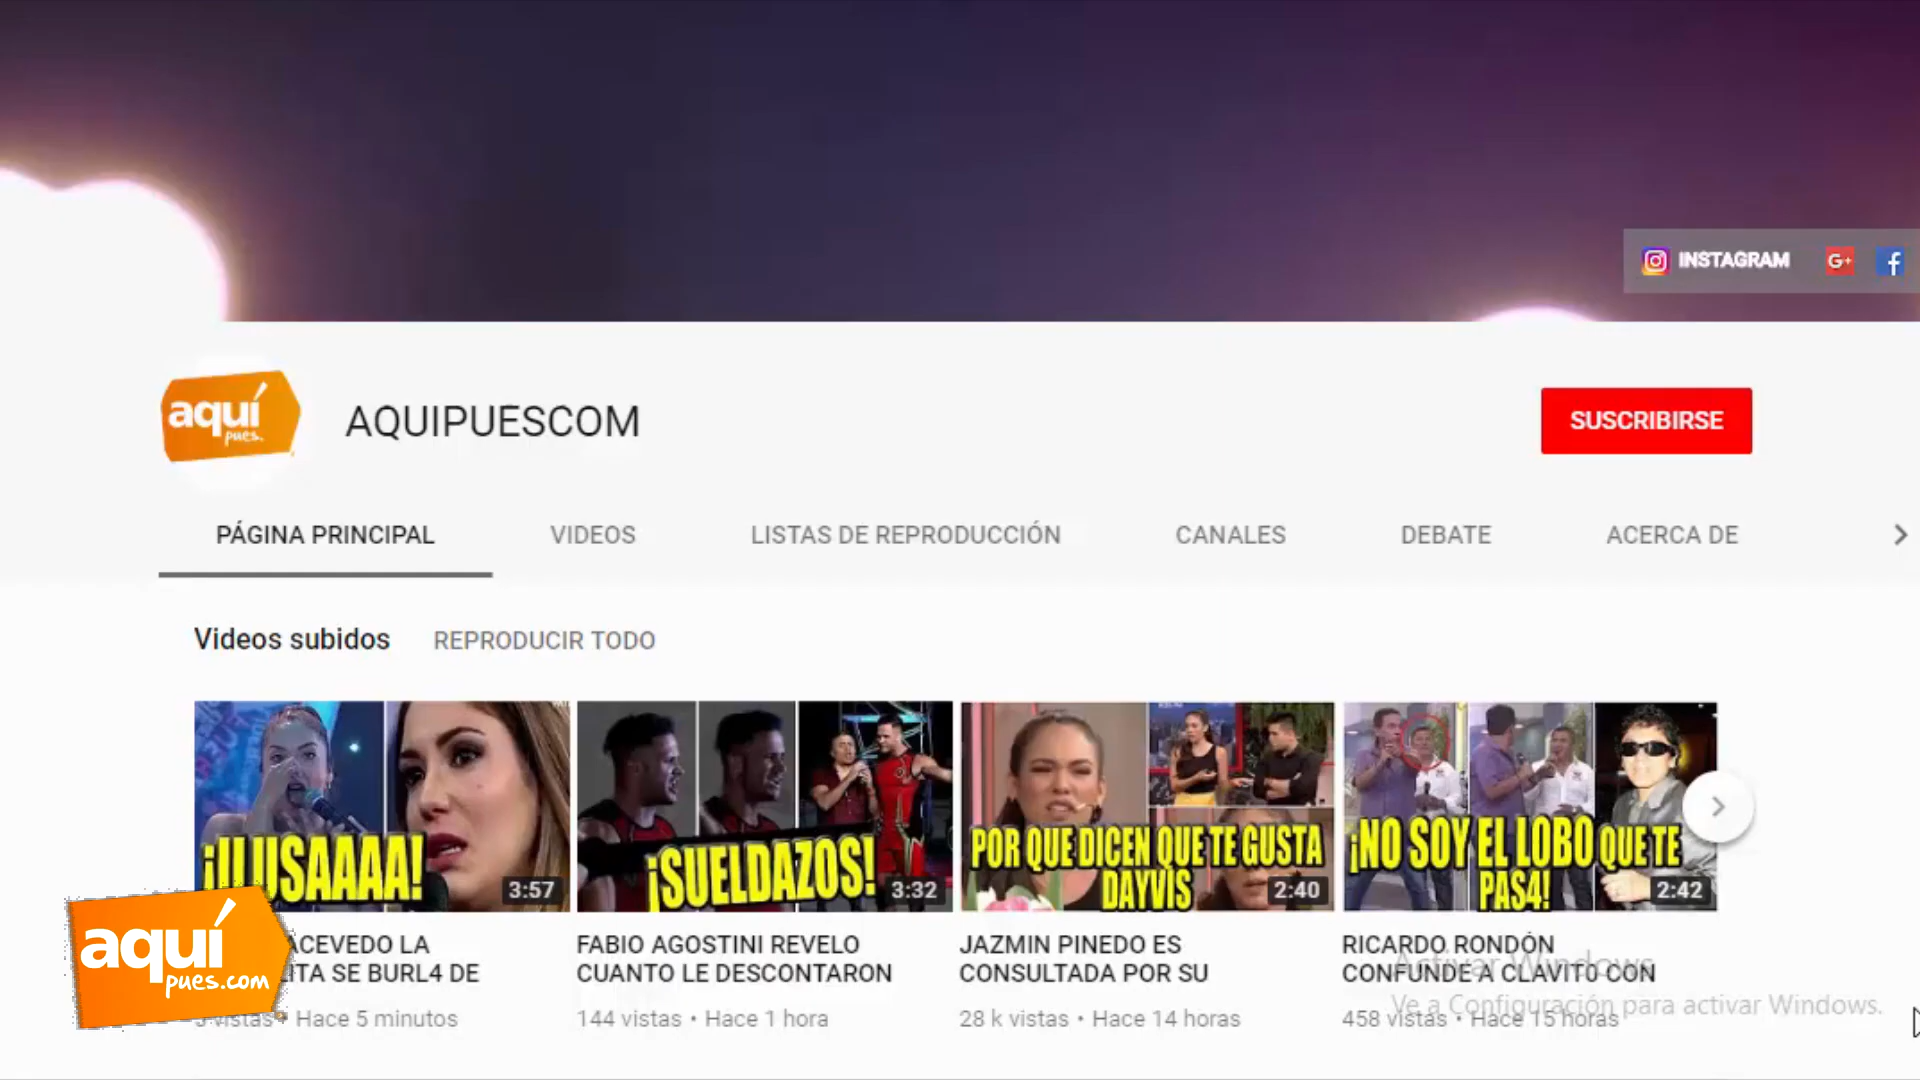 INSTAGRAM
G+
f
aquí
pues.
AQUIPUESCOM
SUSCRIBIRSE
PÁGINA PRINCIPAL
VIDEOS
LISTAS DE REPRODUCCIÓN
CANALES
DEBATE
ACERCA DE
Videos subidos
REPRODUCIR TODO
3:57
¡SUELDAZOS!
3:32
POR QUE DICEN QUE TE GUSTA
DAYVIS
2:40
¡NO SOY EL LOBO QUE TE
PAS4!
2:42
ACEVEDO LA
SE BURL4 DE
vistas • Hace 5 minutos
FABIO AGOSTINI REVELO
CUANTO LE DESCONTARON
144 vistas • Hace 1 hora
JAZMIN PINEDO ES
CONSULTADA POR SU
28 k vistas • Hace 14 horas
RICARDO RONDÓN
CONFUNDE A CLAVIT0 CON
458 vistas • Hace 15 horas
Activar Windows
Ve a Configuración para activar Windows.
aquí
pues.com